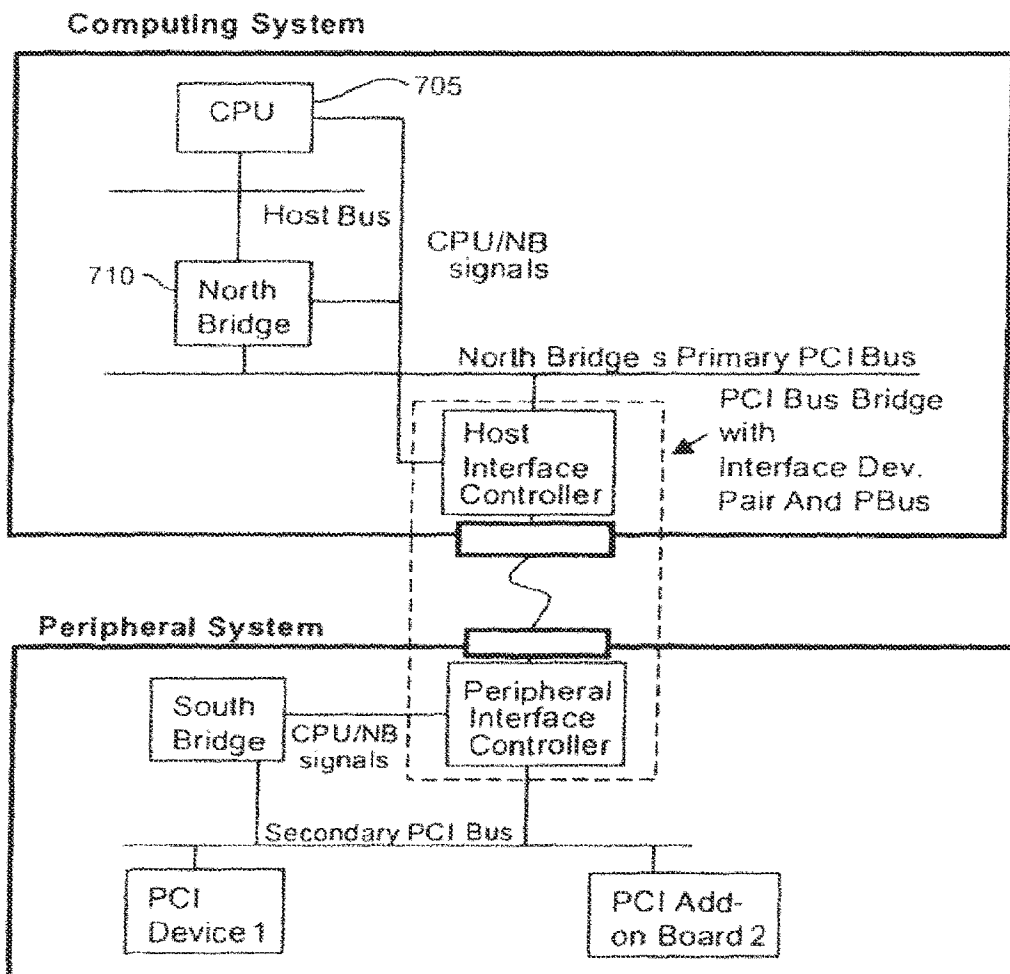 Computing System
CPU
705
Host Bus
CPU/NB
signals
710
North
Bridge
North Bridge s Primary PCI Bus
Host
Interface
Controller
PCI Bus Bridge
with
Interface Dev.
Pair And PBus
Peripheral System
South
Bridge
CPU/NB
signals
Peripheral
Interface
Controller
Secondary PCI Bus
PCI
Device 1
PCI Add-
on Board 2